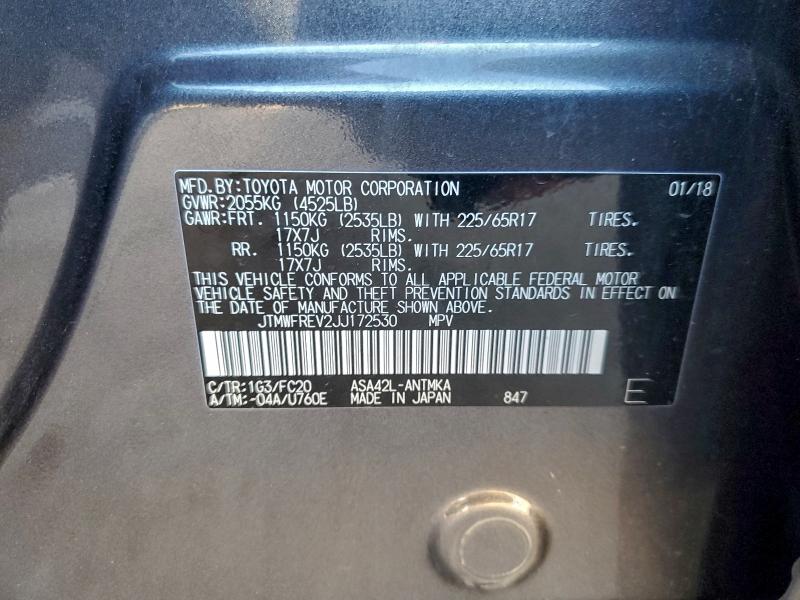 MFD.BY:TOYOTA MOTOR CORPORATION 01/18
GVWR:2055KG (4525LB)
GAWR:FRT. 1150KG (2535LB) WITH 225/65R17 TIRES.
17X7J RIMS.
RR. 1150KG (2535LB) WITH 225/65R17 TIRES.
17X7J RIMS.
THIS VEHICLE CONFORMS TO ALL APPLICABLE FEDERAL MOTOR
VEHICLE SAFETY AND THEFT PREVENTION STANDARDS IN EFFECT ON
THE DATE OF MANUFACTURE SHOWN ABOVE.
JTMWFREV2JJ172530 MPV
C/TR:1G3/FC20 ASA42L-ANTMKA
A/TM:-04A/U760E MADE IN JAPAN 847 E